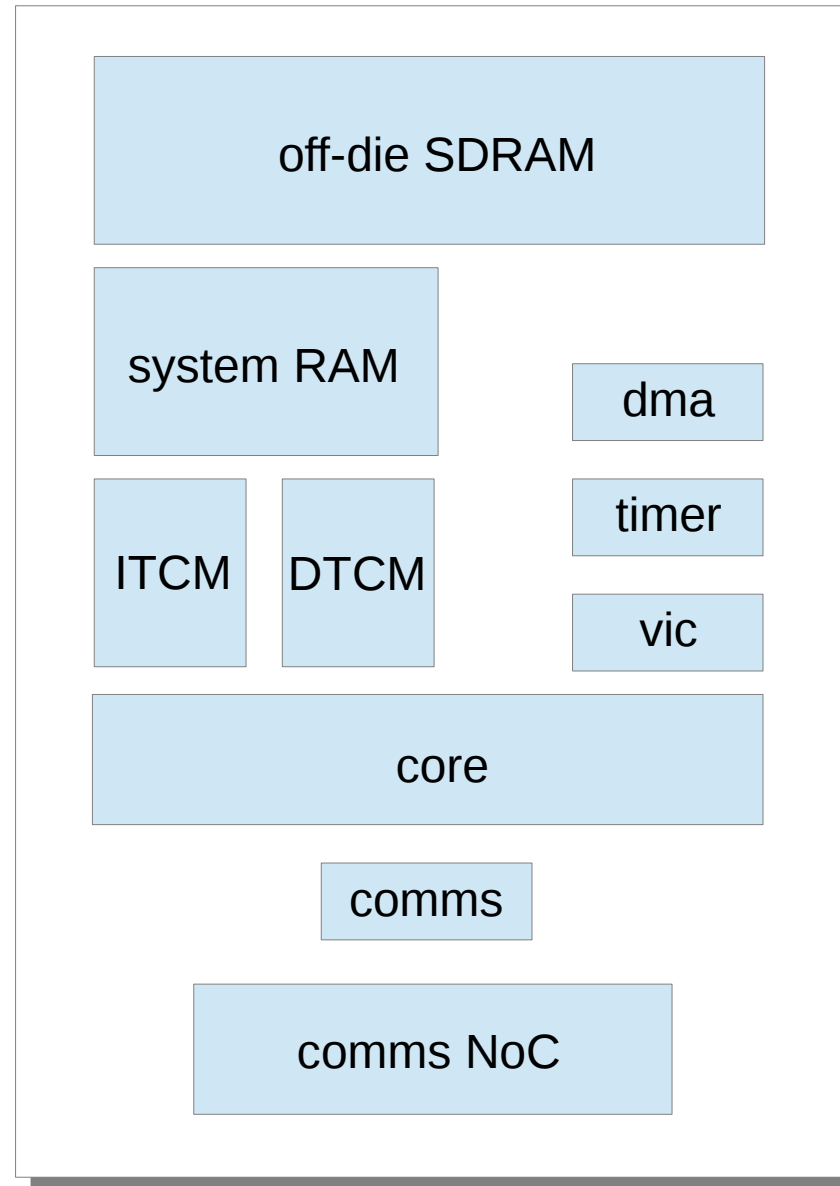 off-die SDRAM
system RAM
dma
ITCM
DTCM
timer
vic
core
comms
comms NoC